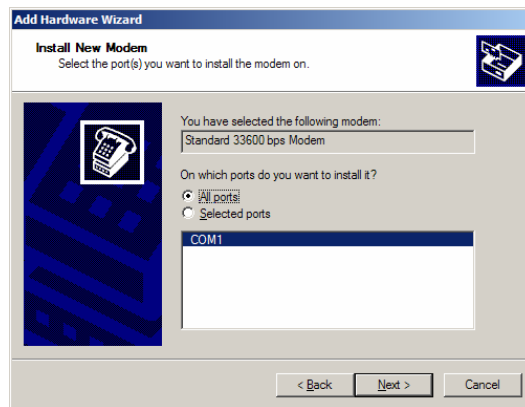 Add Hardware Wizard
Install New Modem
Select the port(s) you want to install the modem on.
You have selected the following modem:
Standard 33600 bps Modem
On which ports do you want to install it?
All ports
Selected ports
COM1
< Back
Next >
Cancel